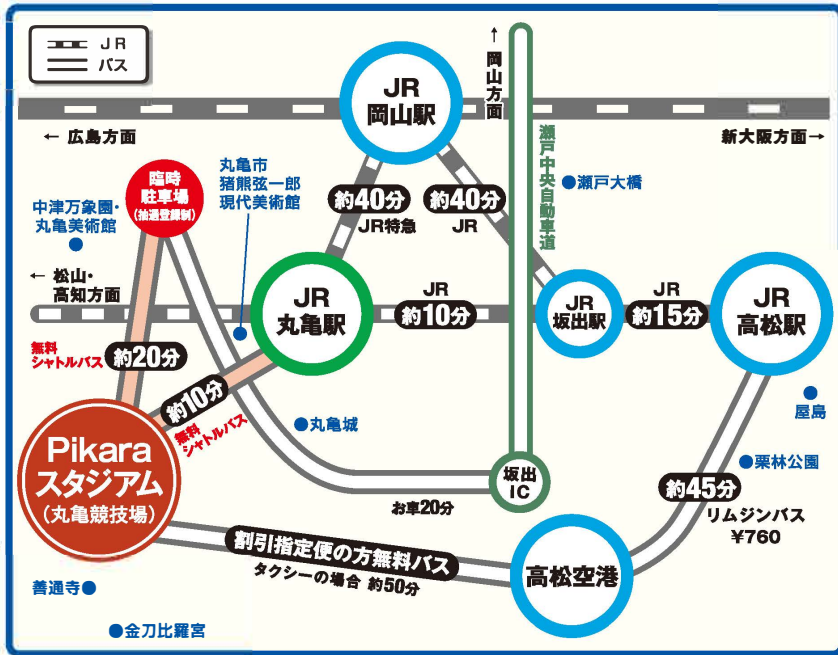 JR
バス
JR
岡山駅
↑
岡山方面
← 広島方面
新大阪方面→
瀬戸中央自動車道
●瀬戸大橋
臨時
駐車場
(抽選登録制)
丸亀市
猪熊弦一郎
現代美術館
中津万象園・
丸亀美術館
約40分
JR特急
約40分
JR
← 松山・
高知方面
JR
丸亀駅
JR
約10分
JR
坂出駅
JR
約15分
JR
高松駅
無料
シャトルバス
約20分
約10分
無料
シャトルバス
●丸亀城
屋島
●栗林公園
Pikara
スタジアム
(丸亀競技場)
坂出
IC
お車20分
約45分
リムジンバス
¥760
割引指定便の方無料バス
タクシーの場合 約50分
高松空港
善通寺●
●金刀比羅宮